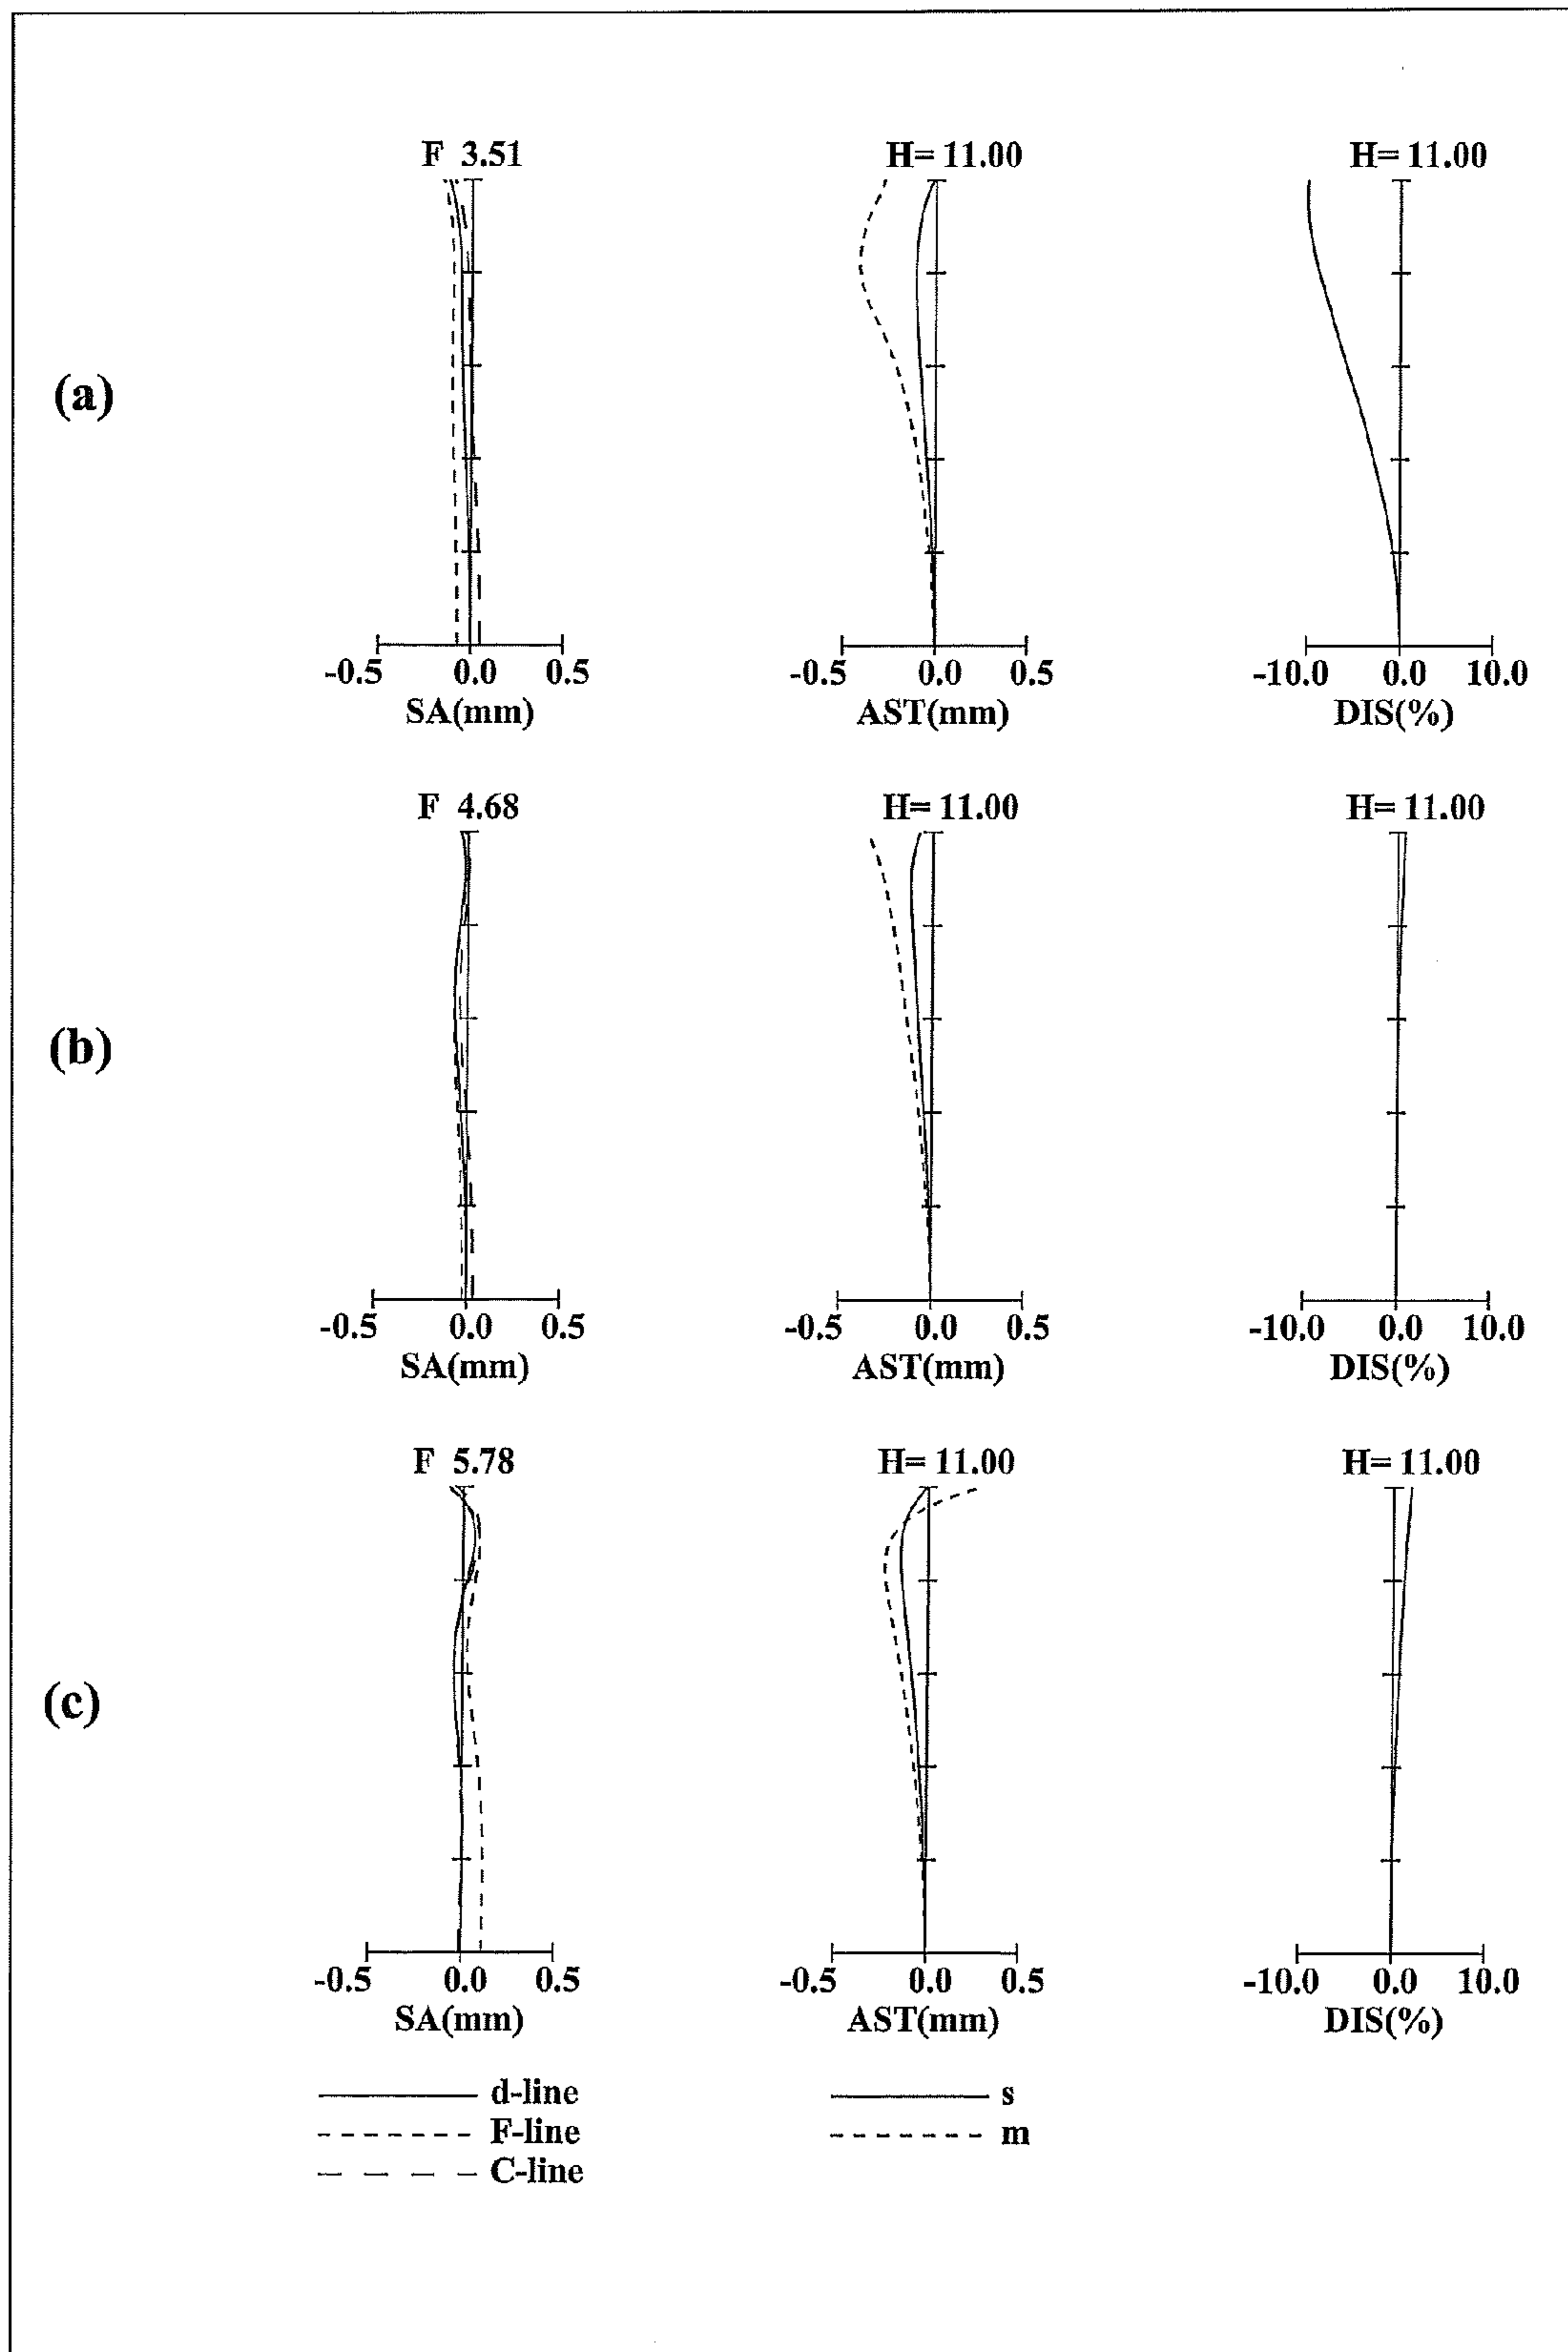 F 3.51 H= 11.00 H= 11.00
(a)
-0.5 0.0 0.5 -0.5 0.0 0.5 -10.0 0.0 10.0
SA(mm) AST(mm) DIS(%)
F 4.68 H= 11.00 H= 11.00
(b)
-0.5 0.0 0.5 -0.5 0.0 0.5 -10.0 0.0 10.0
SA(mm) AST(mm) DIS(%)
F 5.78 H= 11.00 H= 11.00
(c)
-0.5 0.0 0.5 -0.5 0.0 0.5 -10.0 0.0 10.0
SA(mm) AST(mm) DIS(%)
d-line s
F-line m
C-line